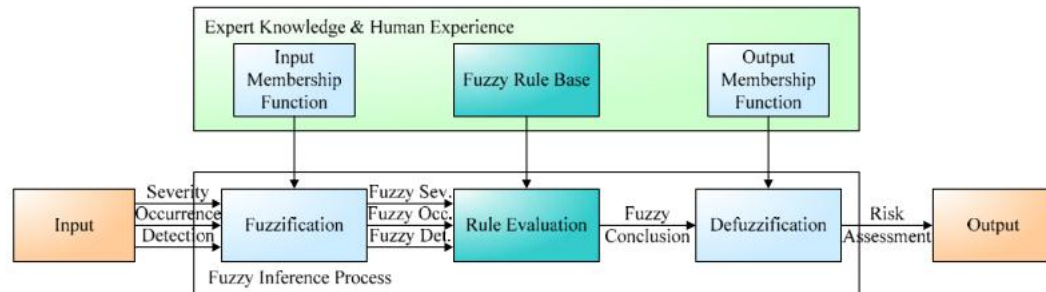 Expert Knowledge & Human Experience
Input
Membership
Function
Fuzzy Rule Base
Output
Membership
Function
Input
Severity
Occurrence
Detection
Fuzzification
Fuzzy Sev.
Fuzzy Occ.
Fuzzy Det.
Rule Evaluation
Fuzzy
Conclusion
Defuzzification
Risk
Assessment
Output
Fuzzy Inference Process